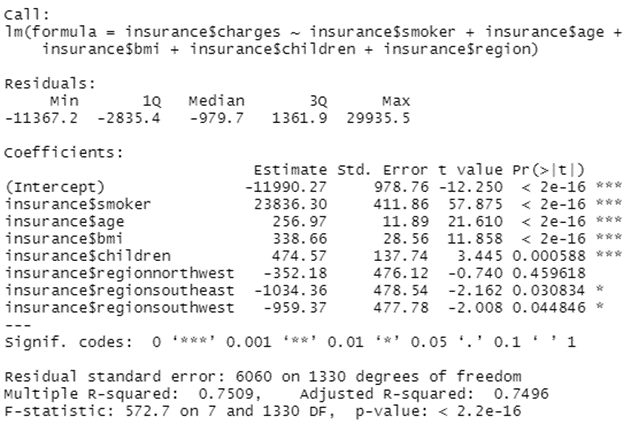 Call:
lm(formula = insurance$charges ~ insurance$smoker + insurance$age +
    insurance$bmi + insurance$children + insurance$region)
Residuals:
     Min       1Q   Median       3Q      Max
-11367.2  -2835.4   -979.7   1361.9  29935.5
Coefficients:
                           Estimate Std. Error t value Pr(>|t|)
(Intercept)               -11990.27     978.76 -12.250  < 2e-16 ***
insurance$smoker           23836.30     411.86  57.875  < 2e-16 ***
insurance$age                256.97      11.89  21.610  < 2e-16 ***
insurance$bmi                338.66      28.56  11.858  < 2e-16 ***
insurance$children           474.57     137.74   3.445 0.000588 ***
insurance$regionnorthwest   -352.18     476.12  -0.740 0.459618
insurance$regionsoutheast  -1034.36     478.54  -2.162 0.030834 *
insurance$regionsouthwest   -959.37     477.78  -2.008 0.044846 *
---
Signif. codes:  0 ‘***’ 0.001 ‘**’ 0.01 ‘*’ 0.05 ‘.’ 0.1 ‘ ’ 1
Residual standard error: 6060 on 1330 degrees of freedom
Multiple R-squared:  0.7509,    Adjusted R-squared:  0.7496
F-statistic: 572.7 on 7 and 1330 DF,  p-value: < 2.2e-16